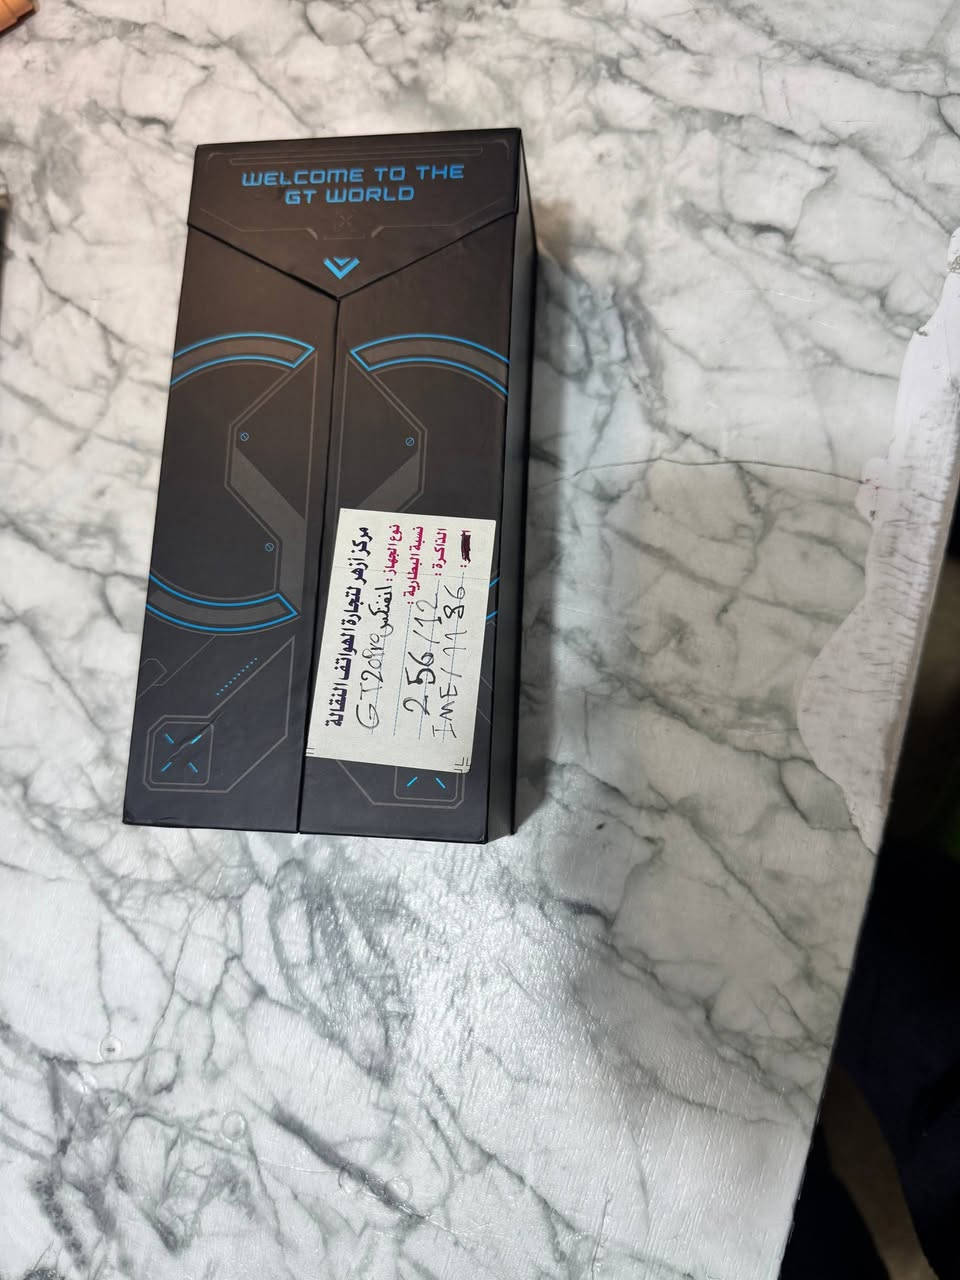 WELCOME TO THE
GT WORLD
مركز ازهر لتجارة الهواتف النقالة
نوع الجهاز : انفنكس GT20Pro
نسبة البطارية :
الذاكرة : 256/12
IME/1186